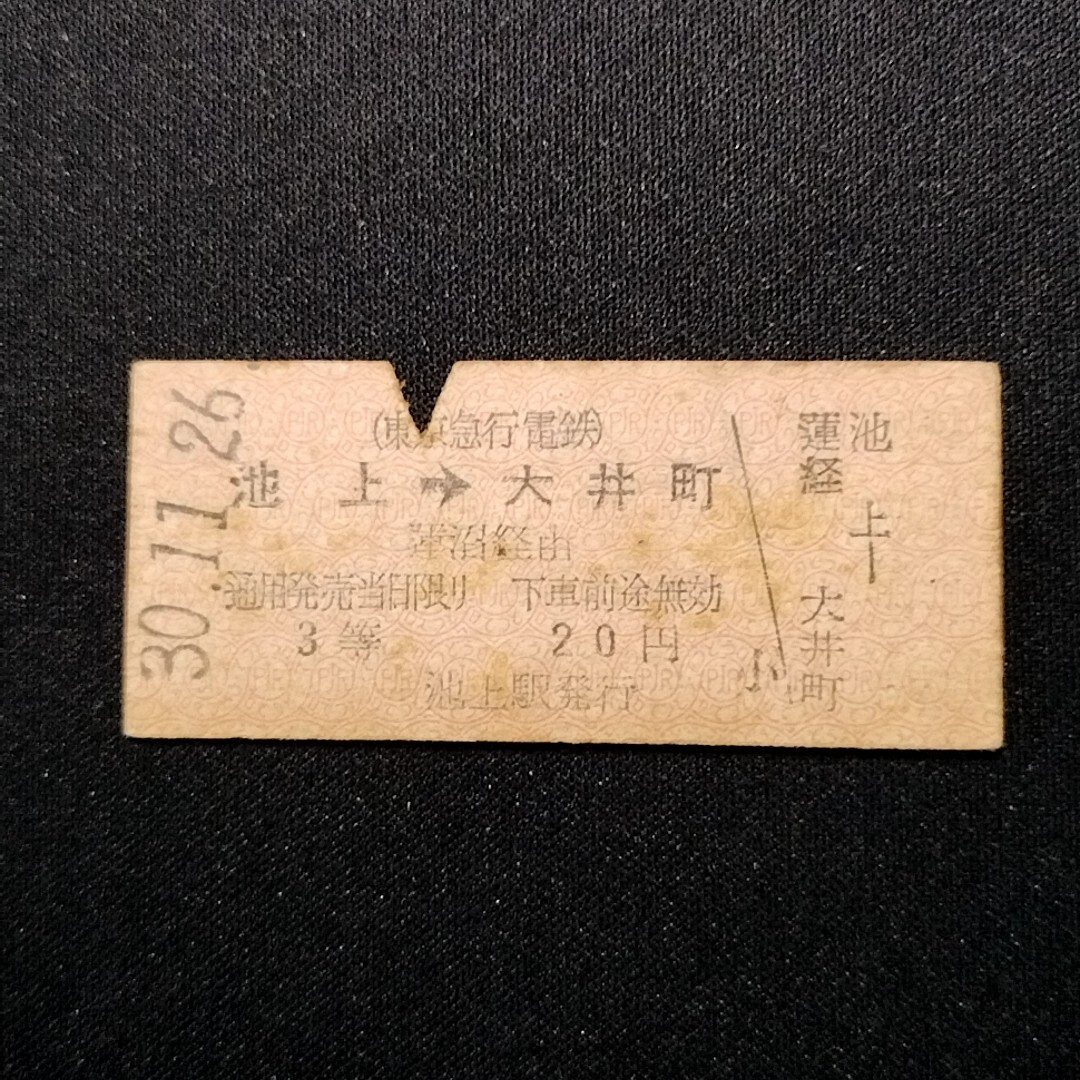 30.11.26
(東京急行電鉄)
池上➔大井町
蓮沼経由
通用発売当日限り 下車前途無効
3等 20円
池上駅発行
小
池上
蓮経
大井町